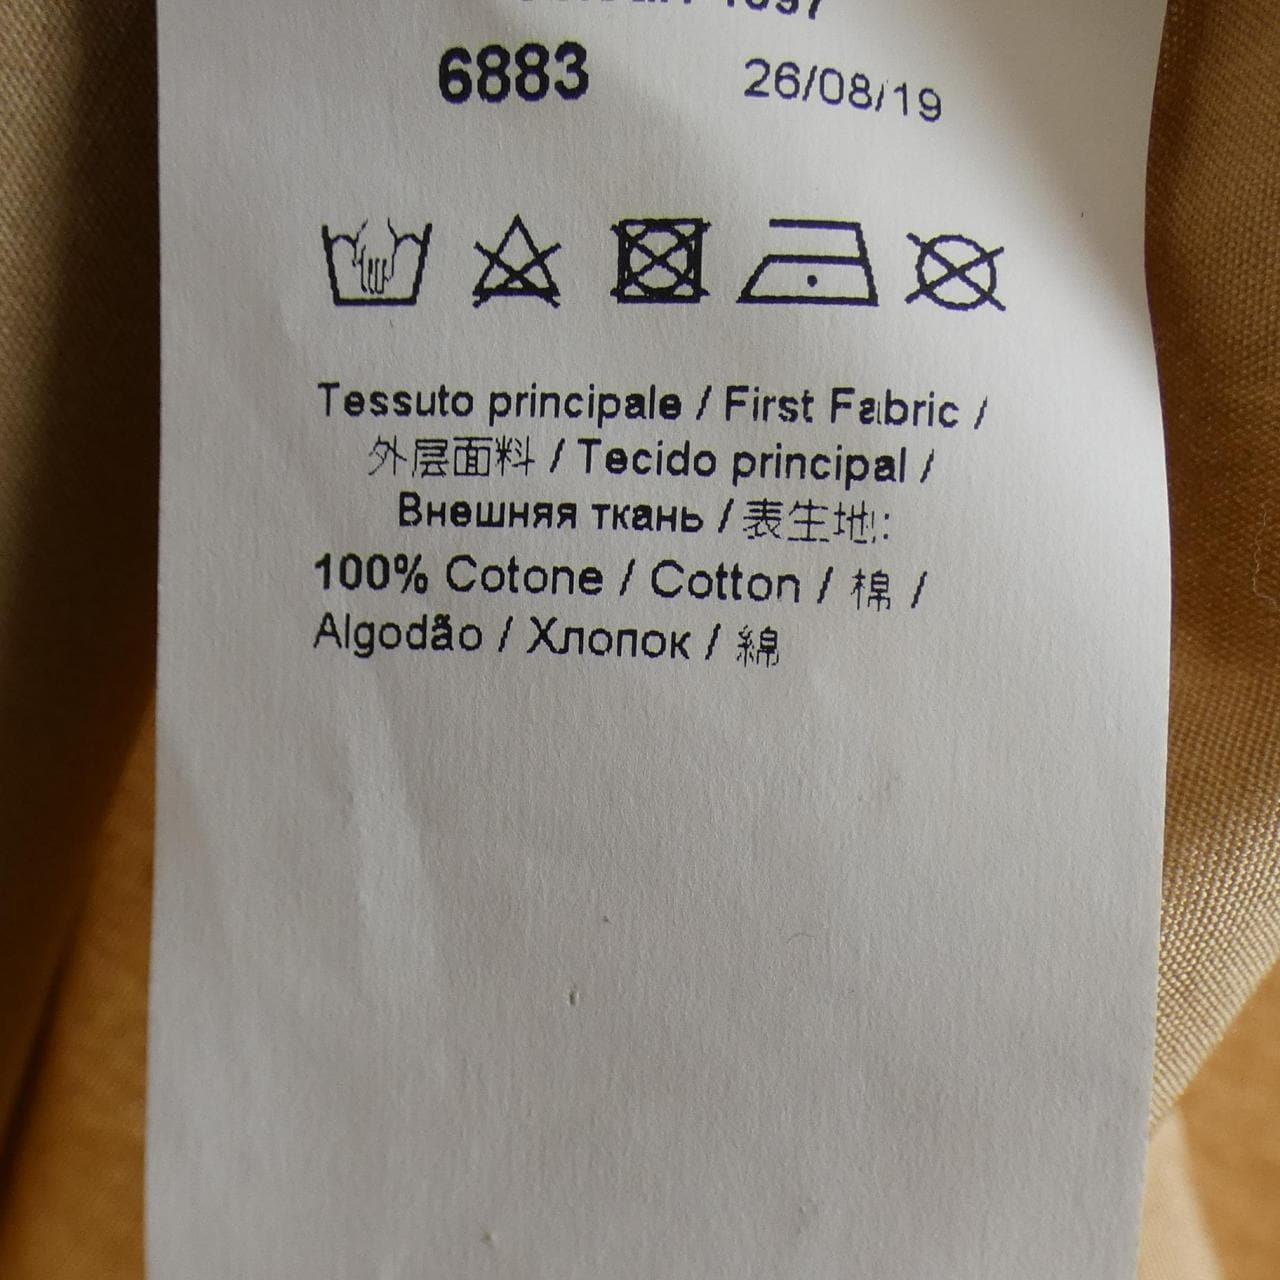 6883 26/08/19
Tessuto principale / First Fabric /
外层面料 / Tecido principal /
Внешняя ткань / 表生地:
100% Cotone / Cotton / 棉 /
Algodão / Хлопок / 綿